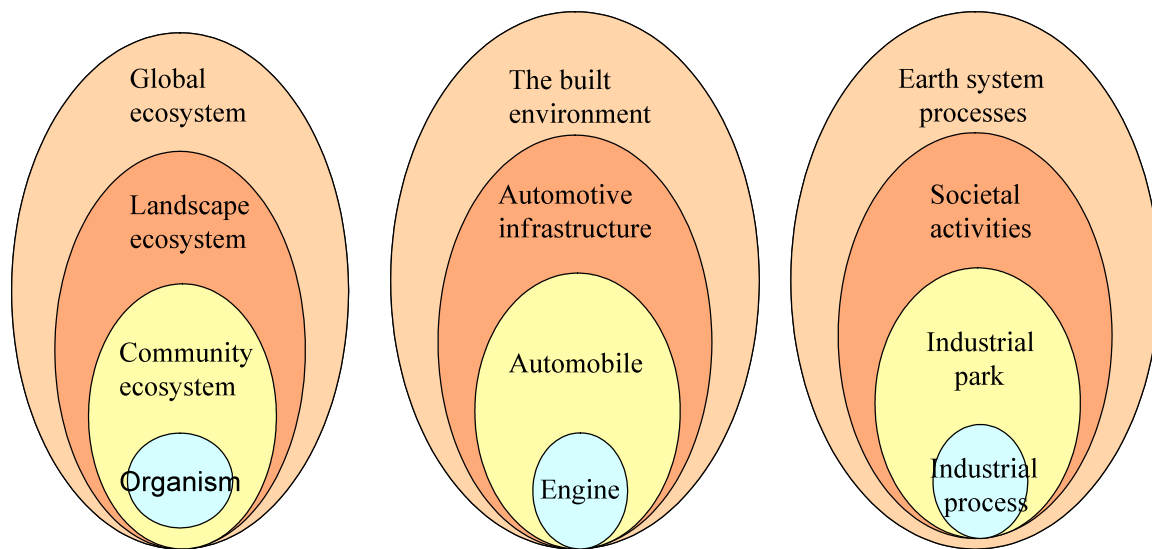 Global
ecosystem
Landscape
ecosystem
Community
ecosystem
Organism
The built
environment
Automotive
infrastructure
Automobile
Engine
Earth system
processes
Societal
activities
Industrial
park
Industrial
process